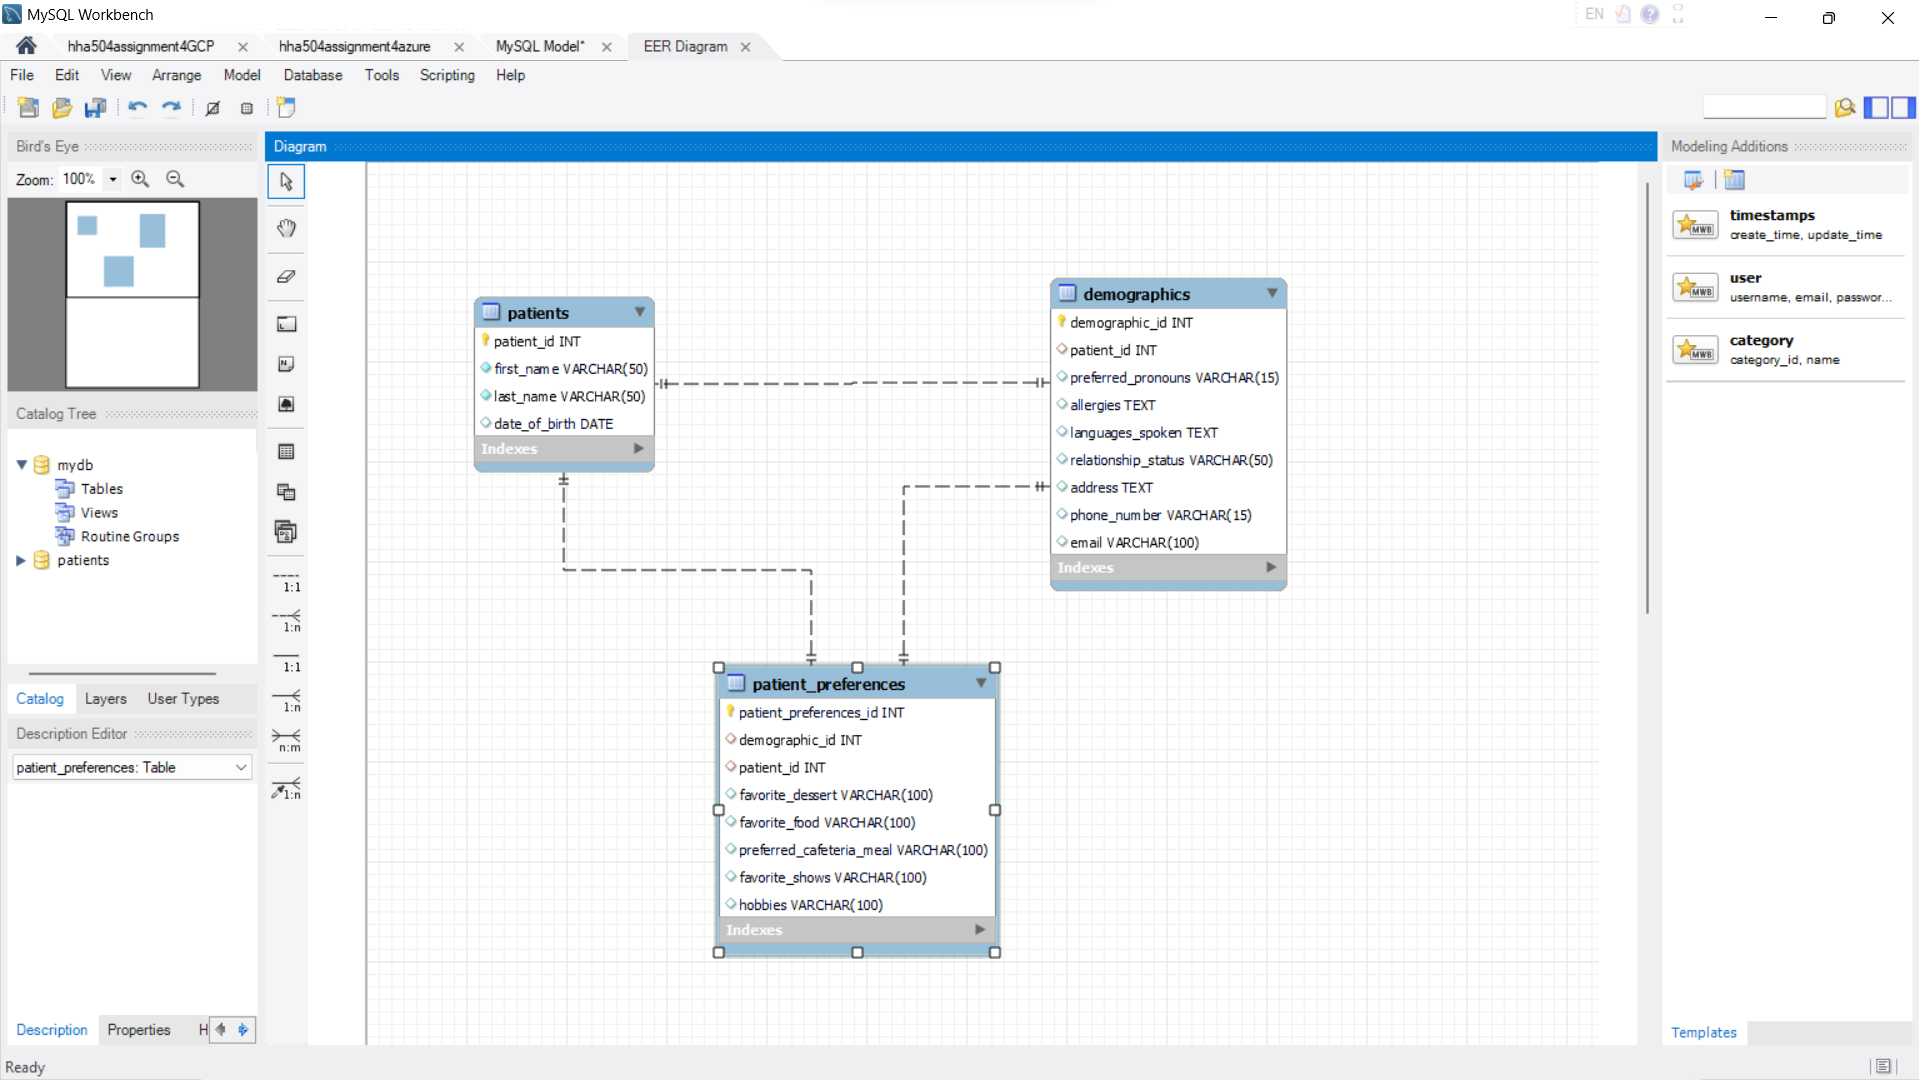 MySQL Workbench
EN
hha504assignment4GCP
hha504assignment4azure
MySQL Model*
EER Diagram
File Edit View Arrange Model Database Tools Scripting Help
Bird's Eye
Zoom: 100%
Catalog Tree
mydb
Tables
Views
Routine Groups
patients
Catalog Layers User Types
Description Editor
patient_preferences: Table
Description Properties H
Ready
Diagram
1:1
1:n
1:1
1:n
n:m
1:n
patients
patient_id INT
first_name VARCHAR(50)
last_name VARCHAR(50)
date_of_birth DATE
Indexes
demographics
demographic_id INT
patient_id INT
preferred_pronouns VARCHAR(15)
allergies TEXT
languages_spoken TEXT
relationship_status VARCHAR(50)
address TEXT
phone_number VARCHAR(15)
email VARCHAR(100)
Indexes
patient_preferences
patient_preferences_id INT
demographic_id INT
patient_id INT
favorite_dessert VARCHAR(100)
favorite_food VARCHAR(100)
preferred_cafeteria_meal VARCHAR(100)
favorite_shows VARCHAR(100)
hobbies VARCHAR(100)
Indexes
Modeling Additions
MWB
timestamps
create_time, update_time
MWB
user
username, email, passwor...
MWB
category
category_id, name
Templates